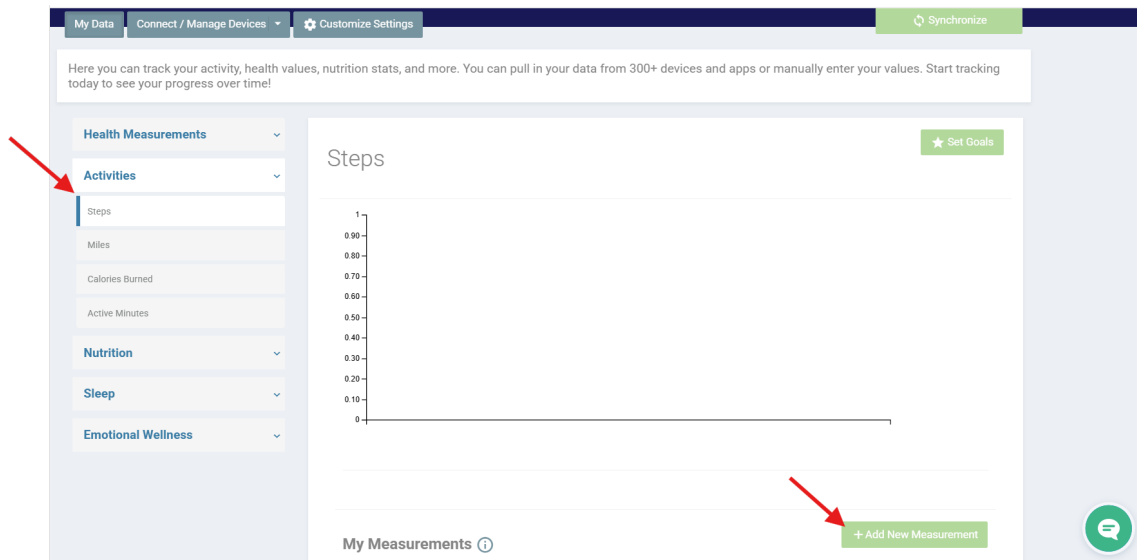 My Data
Connect / Manage Devices
Customize Settings
Synchronize
Here you can track your activity, health values, nutrition stats, and more. You can pull in your data from 300+ devices and apps or manually enter your values. Start tracking
today to see your progress over time!
Health Measurements
Activities
Steps
Miles
Calories Burned
Active Minutes
Nutrition
Sleep
Emotional Wellness
Steps
Set Goals
1
0.90
0.80
0.70
0.60
0.50
0.40
0.30
0.20
0.10
0
My Measurements
+ Add New Measurement